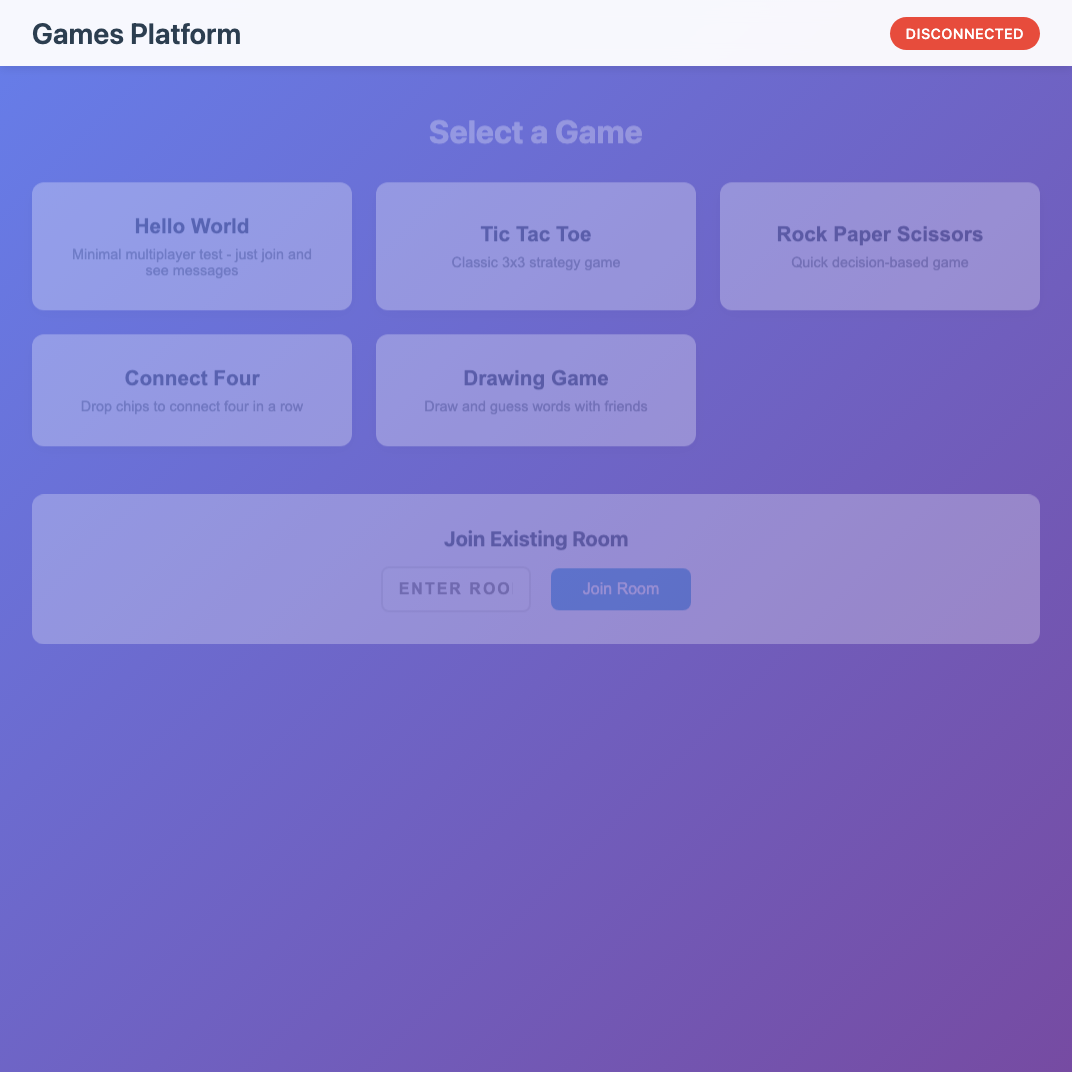 Games Platform
DISCONNECTED
Select a Game
Hello World
Minimal multiplayer test - just join and
see messages
Tic Tac Toe
Classic 3x3 strategy game
Rock Paper Scissors
Quick decision-based game
Connect Four
Drop chips to connect four in a row
Drawing Game
Draw and guess words with friends
Join Existing Room
ENTER ROO
Join Room